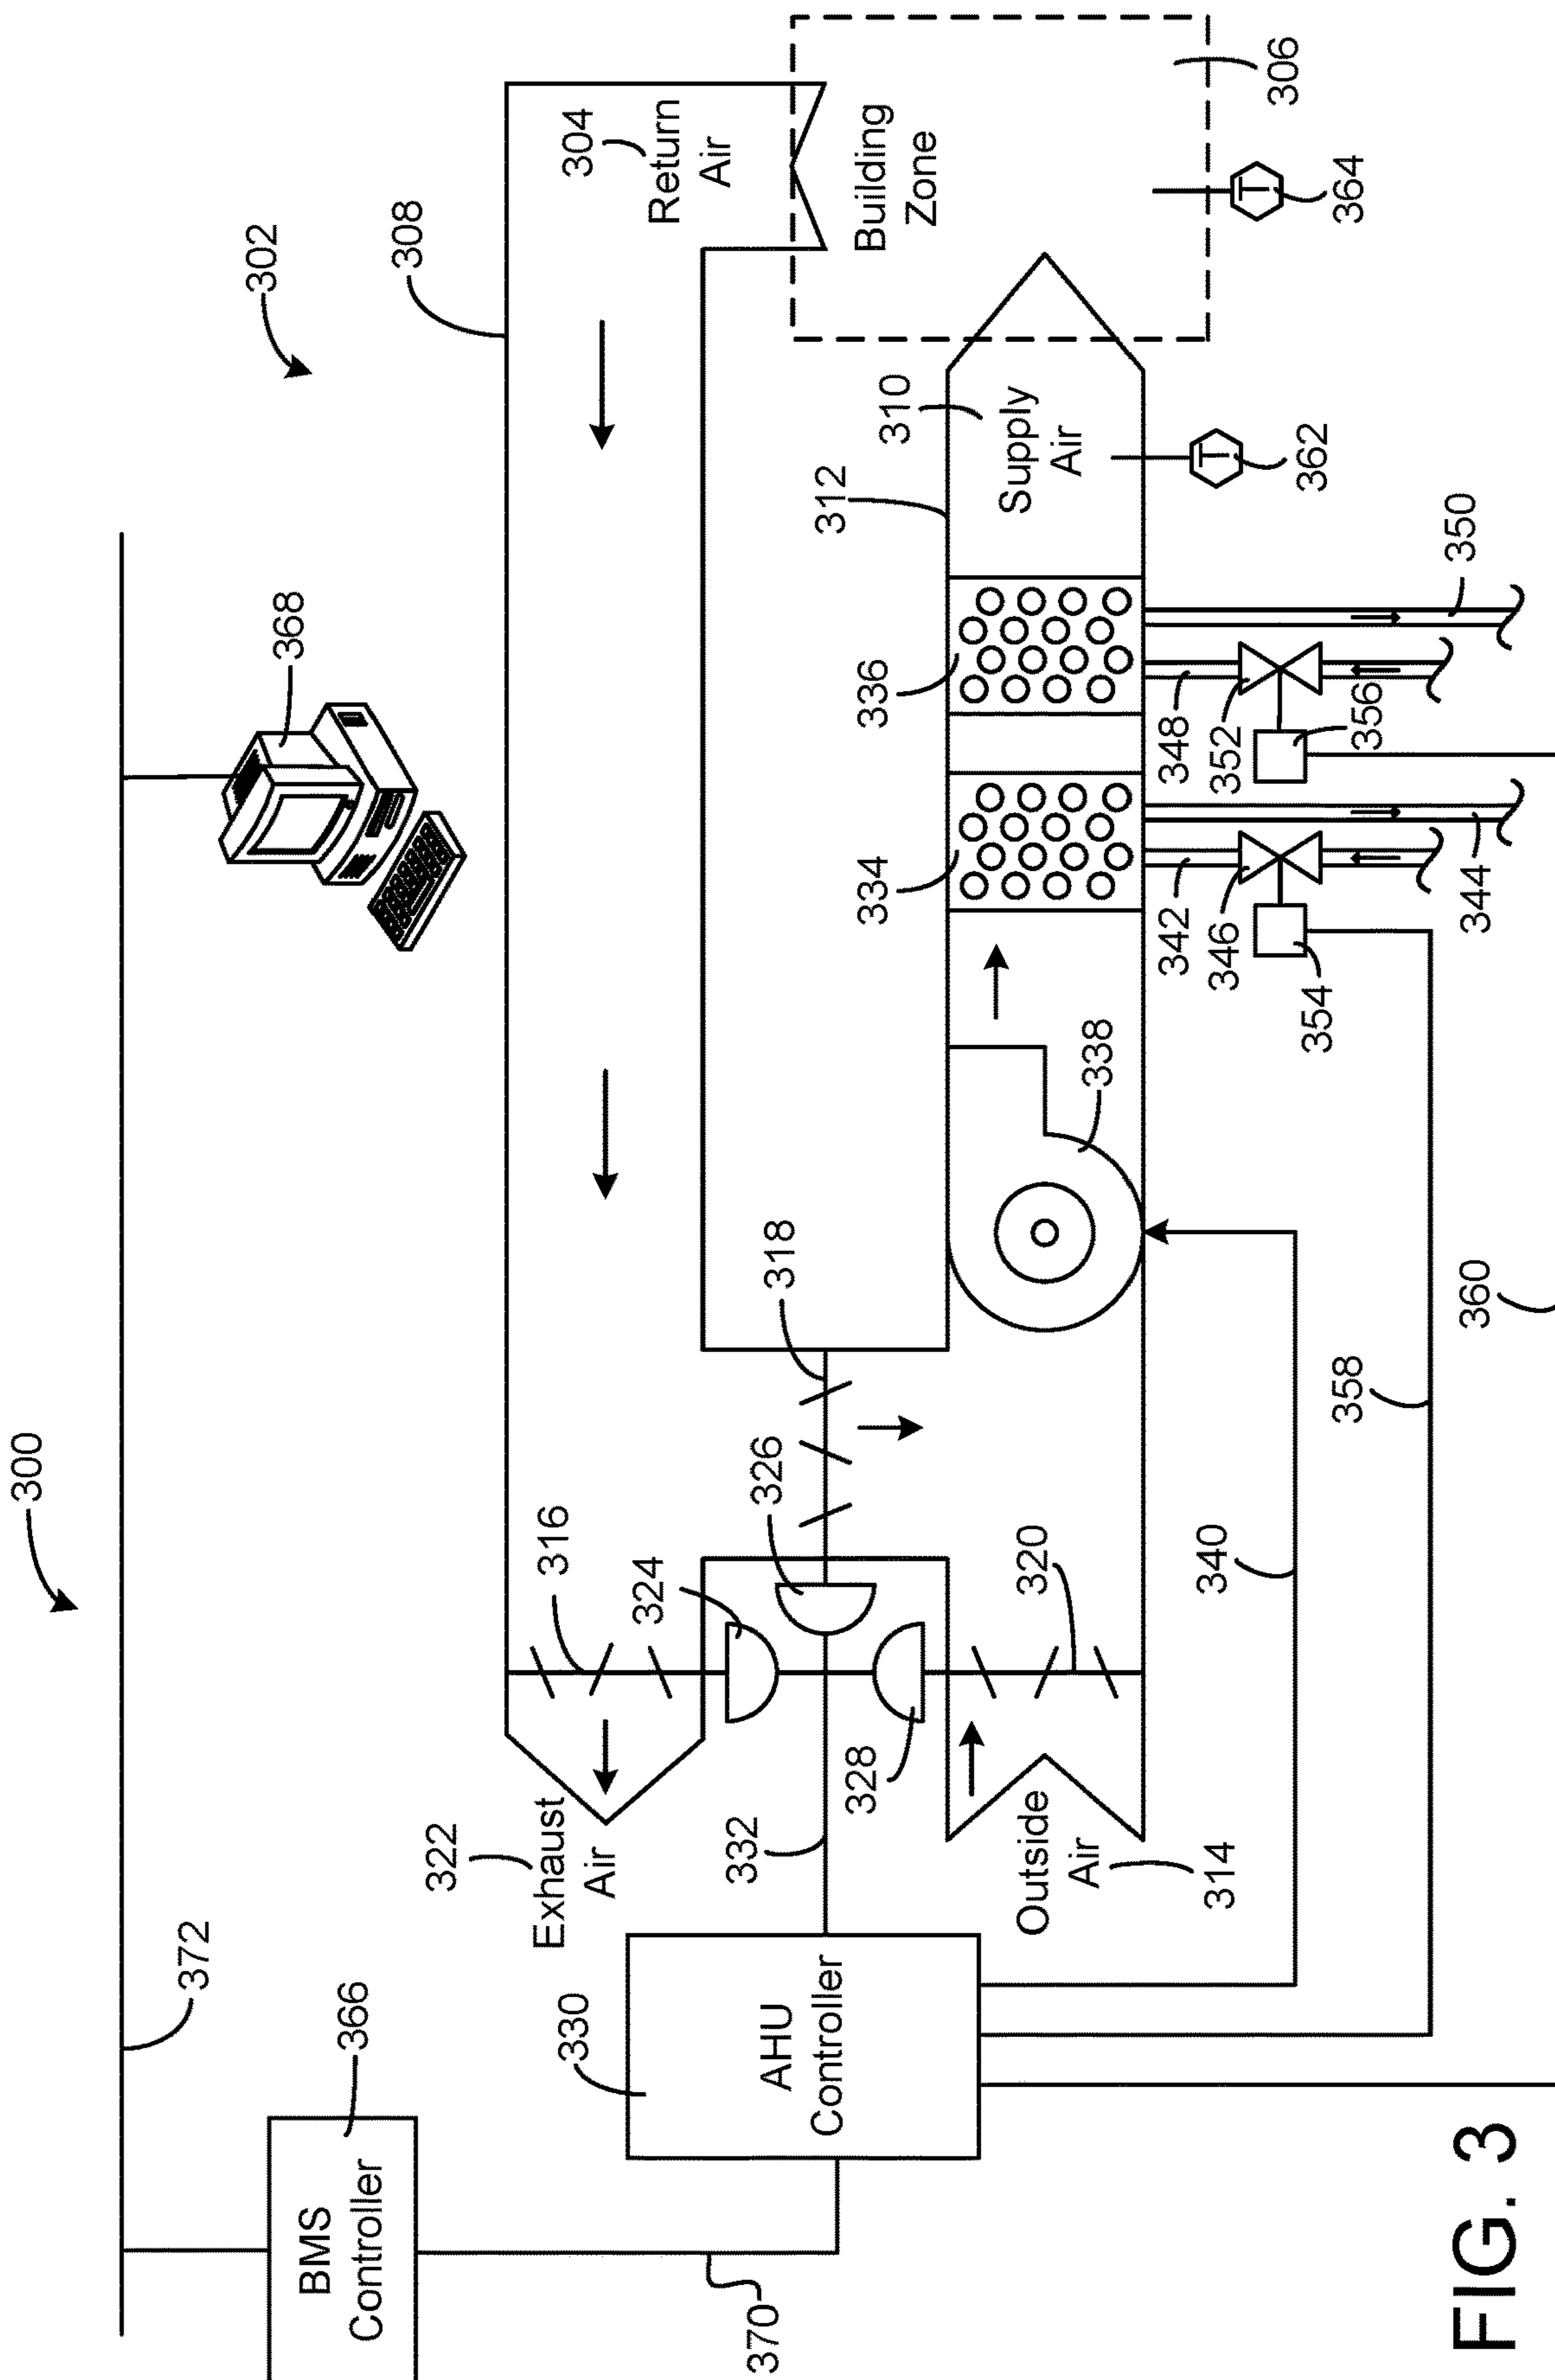 300
372
BMS
Controller
366
370
368
302
308
304
Return
Air
Building
Zone
306
364
T
322
Exhaust
Air
316
324
326
318
328
332
330
AHU
Controller
Outside
Air
314
320
338
334
336
312
310
Supply
Air
T
362
342
346
354
344
348
352
356
350
340
358
360
FIG. 3